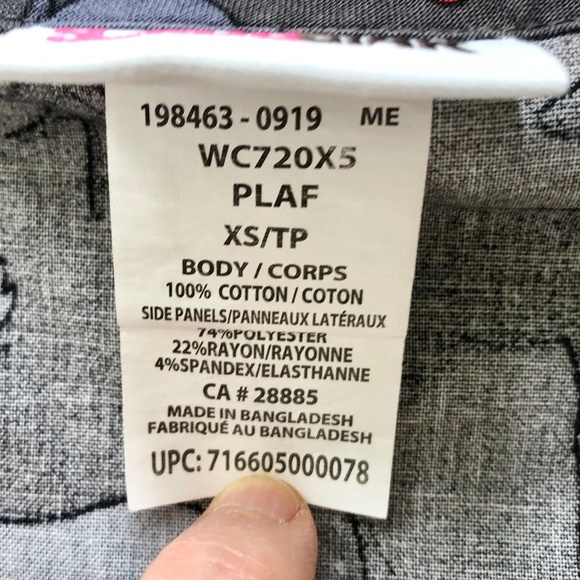 198463 - 0919 ME
WC720X5
PLAF
XS/TP
BODY / CORPS
100% COTTON / COTON
SIDE PANELS/PANNEAUX LATÉRAUX
74%POLYESTER
22%RAYON/RAYONNE
4%SPANDEX/ELASTHANNE
CA # 28885
MADE IN BANGLADESH
FABRIQUÉ AU BANGLADESH
UPC: 716605000078